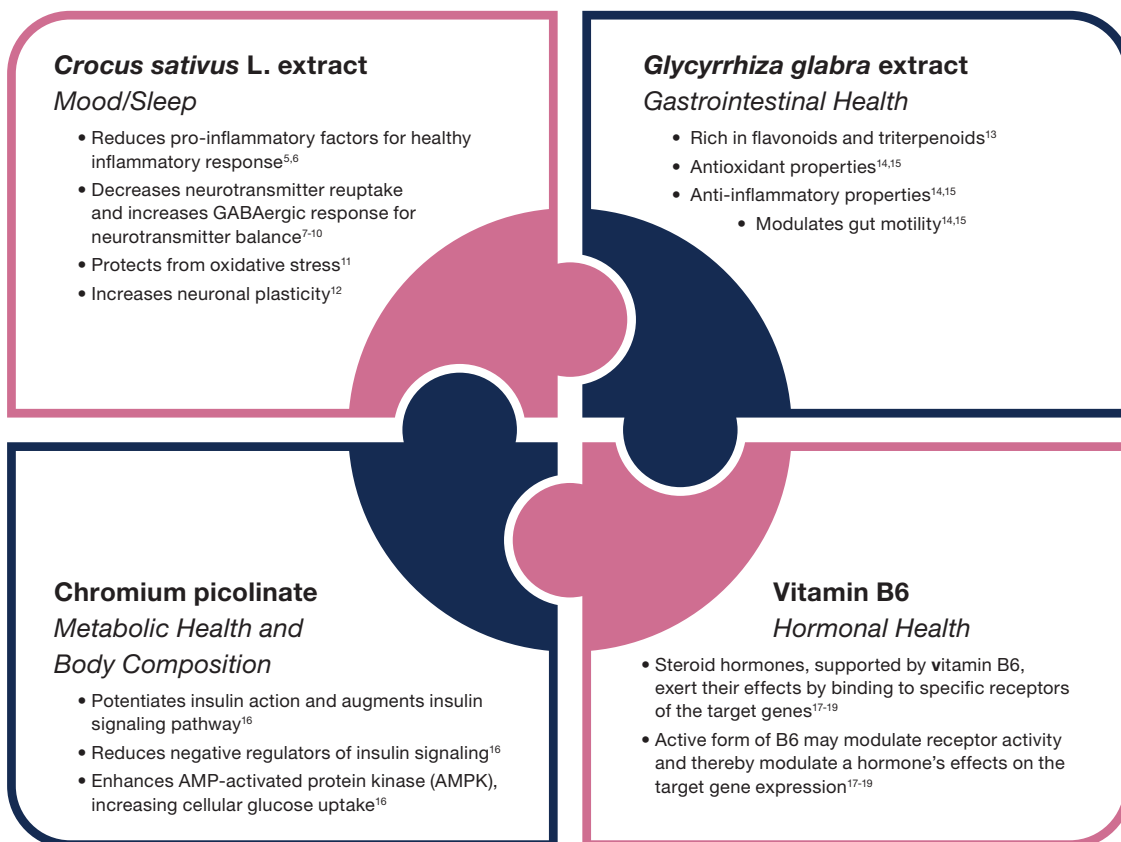 Crocus sativus L. extract
Mood/Sleep
• Reduces pro-inflammatory factors for healthy
inflammatory response5,6
• Decreases neurotransmitter reuptake
and increases GABAergic response for
neurotransmitter balance7-10
• Protects from oxidative stress11
• Increases neuronal plasticity12
Glycyrrhiza glabra extract
Gastrointestinal Health
• Rich in flavonoids and triterpenoids13
• Antioxidant properties14,15
• Anti-inflammatory properties14,15
• Modulates gut motility14,15
Chromium picolinate
Metabolic Health and
Body Composition
• Potentiates insulin action and augments insulin
signaling pathway16
• Reduces negative regulators of insulin signaling16
• Enhances AMP-activated protein kinase (AMPK),
increasing cellular glucose uptake16
Vitamin B6
Hormonal Health
• Steroid hormones, supported by vitamin B6,
exert their effects by binding to specific receptors
of the target genes17-19
• Active form of B6 may modulate receptor activity
and thereby modulate a hormone’s effects on the
target gene expression17-19